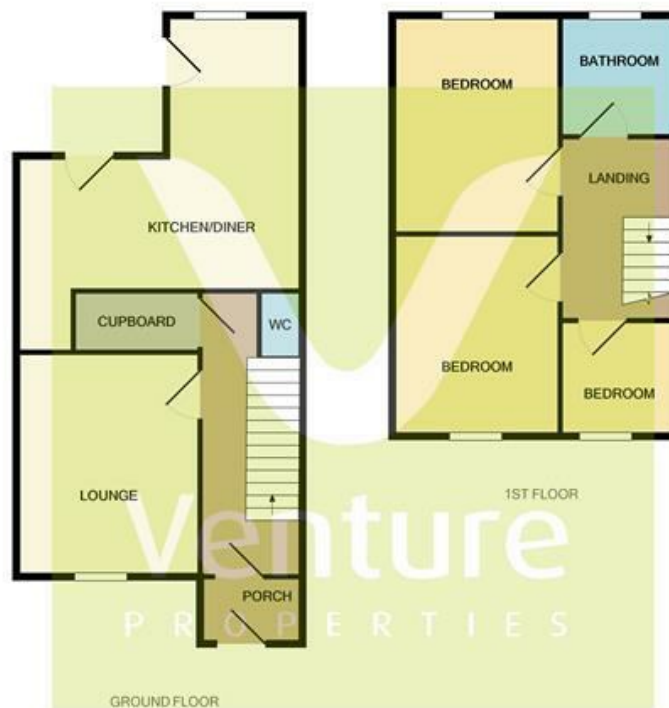 BEDROOM
BATHROOM
LANDING
KITCHEN/DINER
CUPBOARD
WC
BEDROOM
BEDROOM
LOUNGE
1ST FLOOR
Venture
PORCH
PROPERTIES
GROUND FLOOR